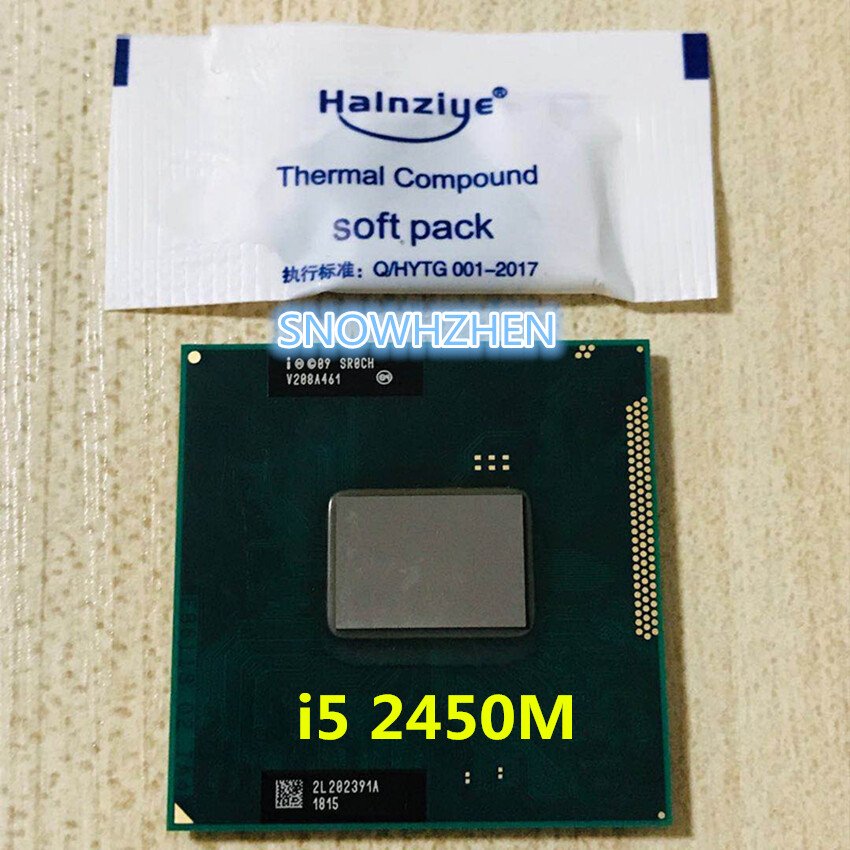 HaInziye®
Thermal Compound
soft pack
执行标准：Q/HYTG 001-2017
SNOWHZHEN
i Ⓜ©09 SR0CH
V208A461
i5 2450M
2L202391A
1815